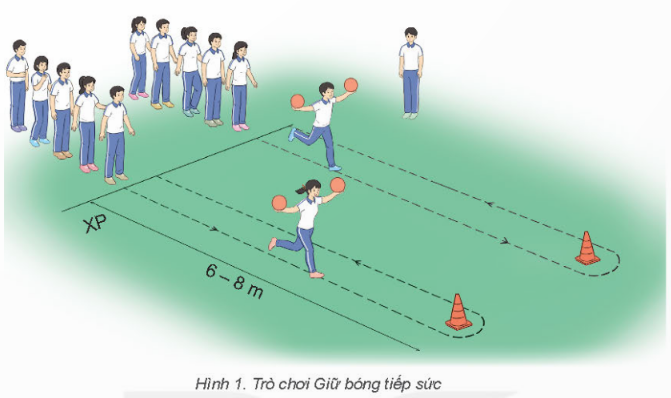 XP
6 – 8 m
Hình 1. Trò chơi Giữ bóng tiếp sức